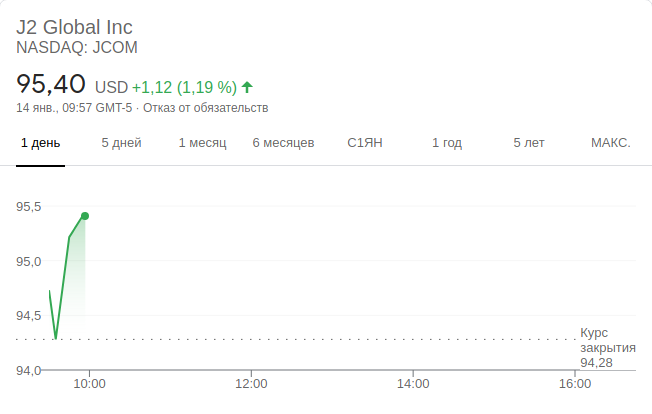 J2 Global Inc
NASDAQ: JCOM
95,40 USD +1,12 (1,19 %)
14 янв., 09:57 GMT-5 · Отказ от обязательств
1 день 5 дней 1 месяц 6 месяцев С1ЯН 1 год 5 лет МАКС.
95,5
95,0
94,5
Курс
закрытия
94,28
94,0
10:00 12:00 14:00 16:00